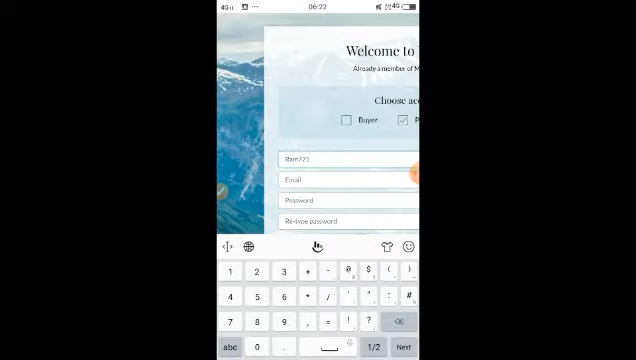 4G 06:22 4G
Welcome to
Already a member of M
Choose acc
Buyer P
Ram721
Email
Password
Re-type password
1 2 3 + - @ $ ( )
4 5 6 * / ' " : #
7 8 9 , = ! ?
abc 0 . 1/2 Next